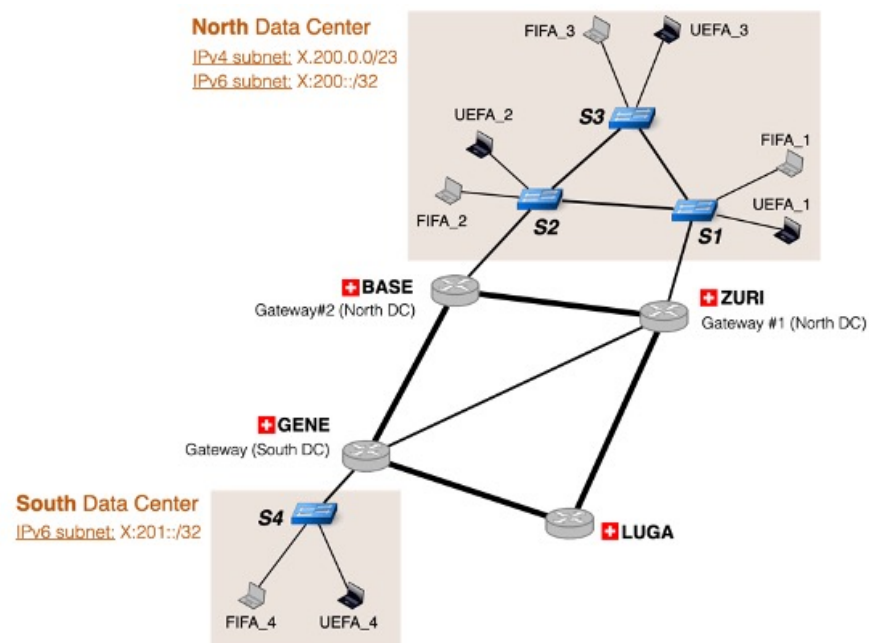 North Data Center
IPv4 subnet: X.200.0.0/23
IPv6 subnet: X:200::/32
FIFA_3
UEFA_3
S3
UEFA_2
FIFA_1
FIFA_2
UEFA_1
S2
S1
BASE
Gateway#2 (North DC)
ZURI
Gateway #1 (North DC)
GENE
Gateway (South DC)
South Data Center
IPv6 subnet: X:201::/32
S4
LUGA
FIFA_4
UEFA_4